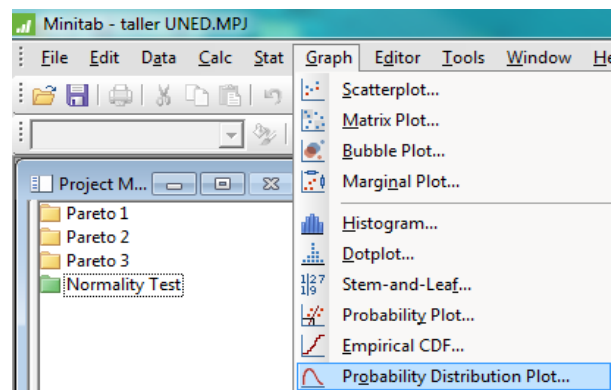 Minitab - taller UNED.MPJ
File Edit Data Calc Stat Graph Editor Tools Window He
Scatterplot...
Matrix Plot...
Bubble Plot...
Marginal Plot...
Project M...
Pareto 1
Pareto 2
Pareto 3
Normality Test
Histogram...
Dotplot...
Stem-and-Leaf...
Probability Plot...
Empirical CDF...
Probability Distribution Plot...